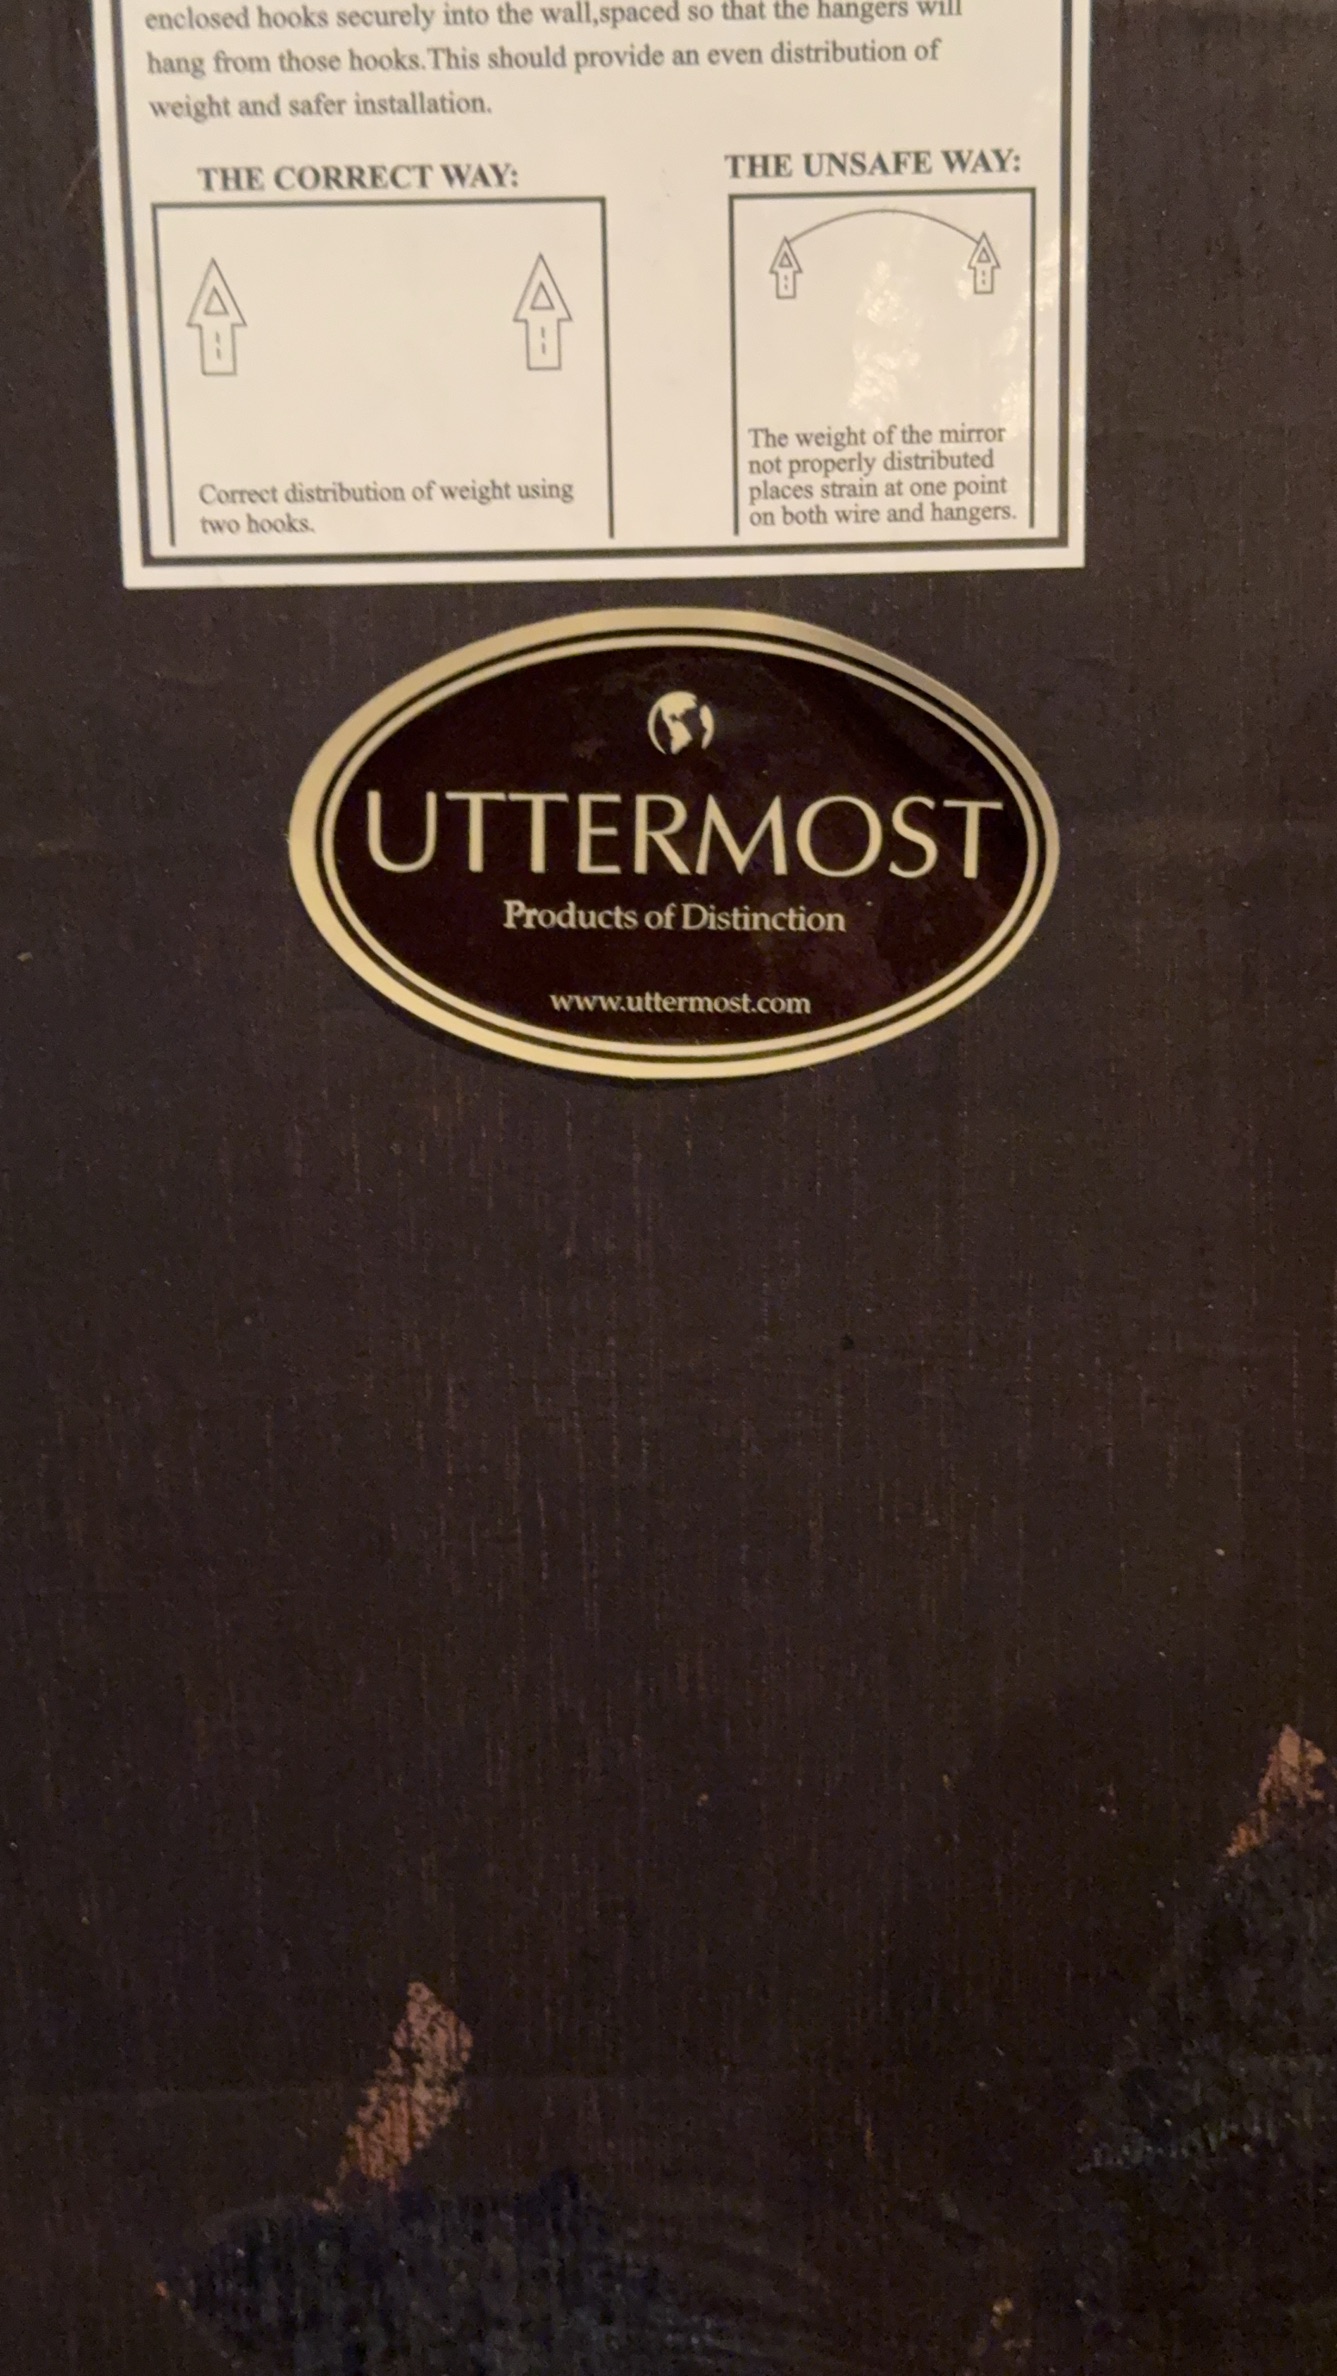 enclosed hooks securely into the wall,spaced so that the hangers will
hang from those hooks.This should provide an even distribution of
weight and safer installation.
THE CORRECT WAY:
Correct distribution of weight using
two hooks.
THE UNSAFE WAY:
The weight of the mirror
not properly distributed
places strain at one point
on both wire and hangers.
UTTERMOST
Products of Distinction
www.uttermost.com